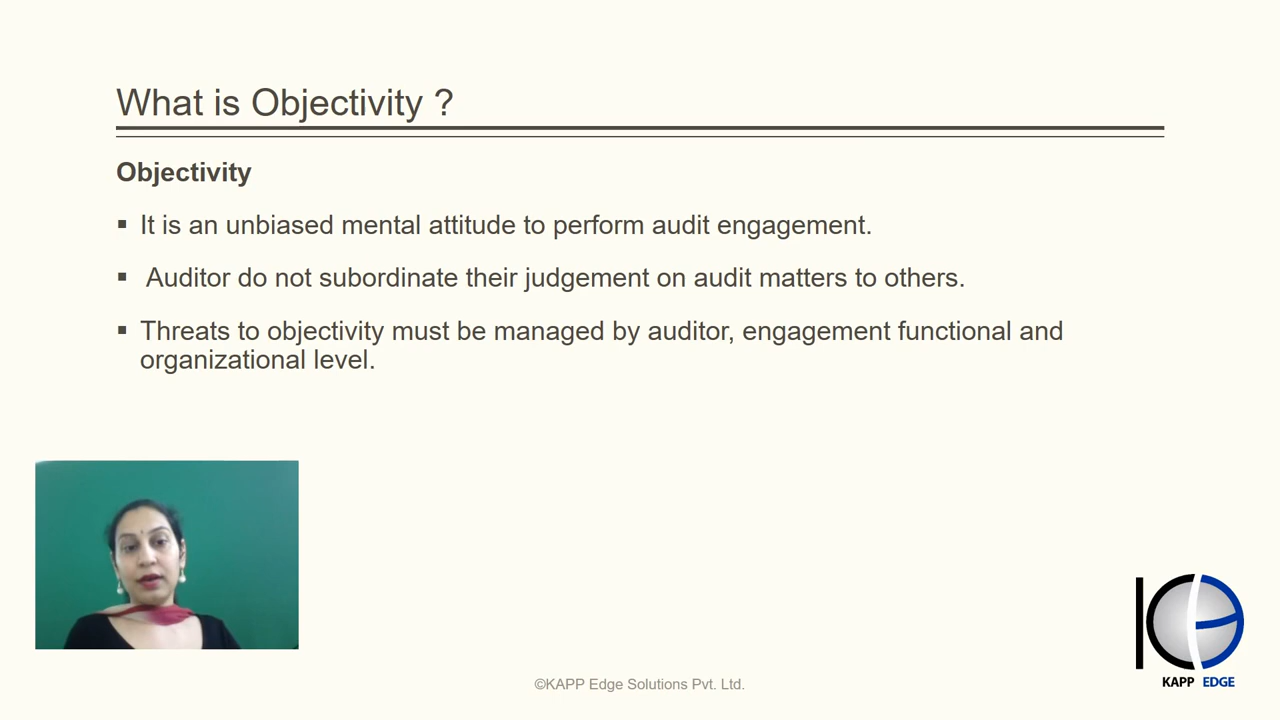 What is Objectivity ?
Objectivity
▪ It is an unbiased mental attitude to perform audit engagement.
▪ Auditor do not subordinate their judgement on audit matters to others.
▪ Threats to objectivity must be managed by auditor, engagement functional and
organizational level.
KAPP EDGE
©KAPP Edge Solutions Pvt. Ltd.